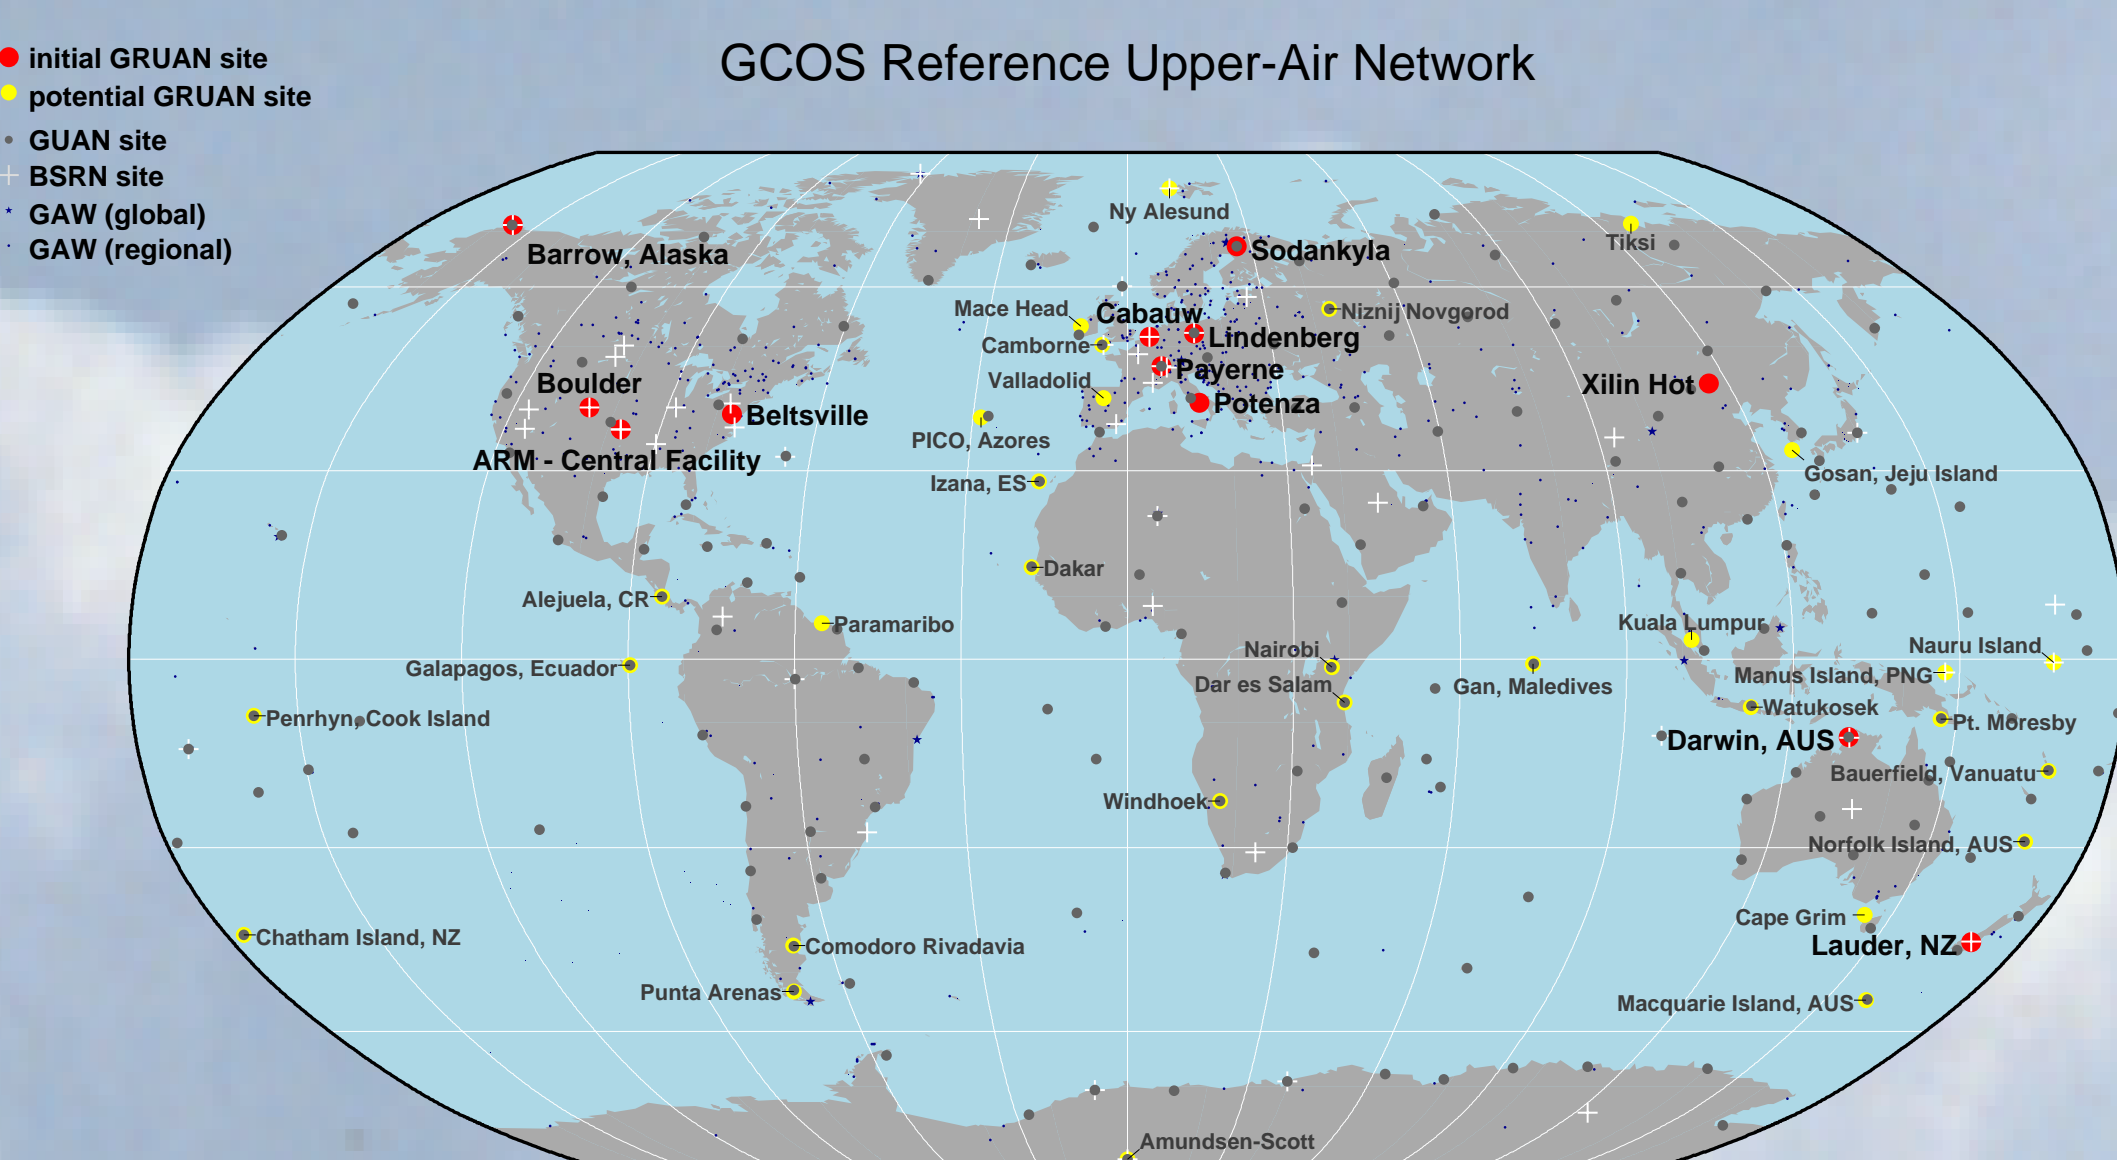 GCOS Reference Upper-Air Network
initial GRUAN site
potential GRUAN site
GUAN site
BSRN site
GAW (global)
GAW (regional)
Ny Alesund
Barrow, Alaska
Sodankyla
Tiksi
Mace Head
Cabauw
Niznij Novgorod
Camborne
Lindenberg
Payerne
Valladolid
Boulder
Xilin Hot
Potenza
Beltsville
PICO, Azores
ARM - Central Facility
Gosan, Jeju Island
Izana, ES
Dakar
Alejuela, CR
Paramaribo
Kuala Lumpur
Nauru Island
Nairobi
Galapagos, Ecuador
Manus Island, PNG
Dar es Salam
Gan, Maledives
Watukosek
Penrhyn, Cook Island
Pt. Moresby
Darwin, AUS
Bauerfield, Vanuatu
Windhoek
Norfolk Island, AUS
Cape Grim
Chatham Island, NZ
Comodoro Rivadavia
Lauder, NZ
Punta Arenas
Macquarie Island, AUS
Amundsen-Scott